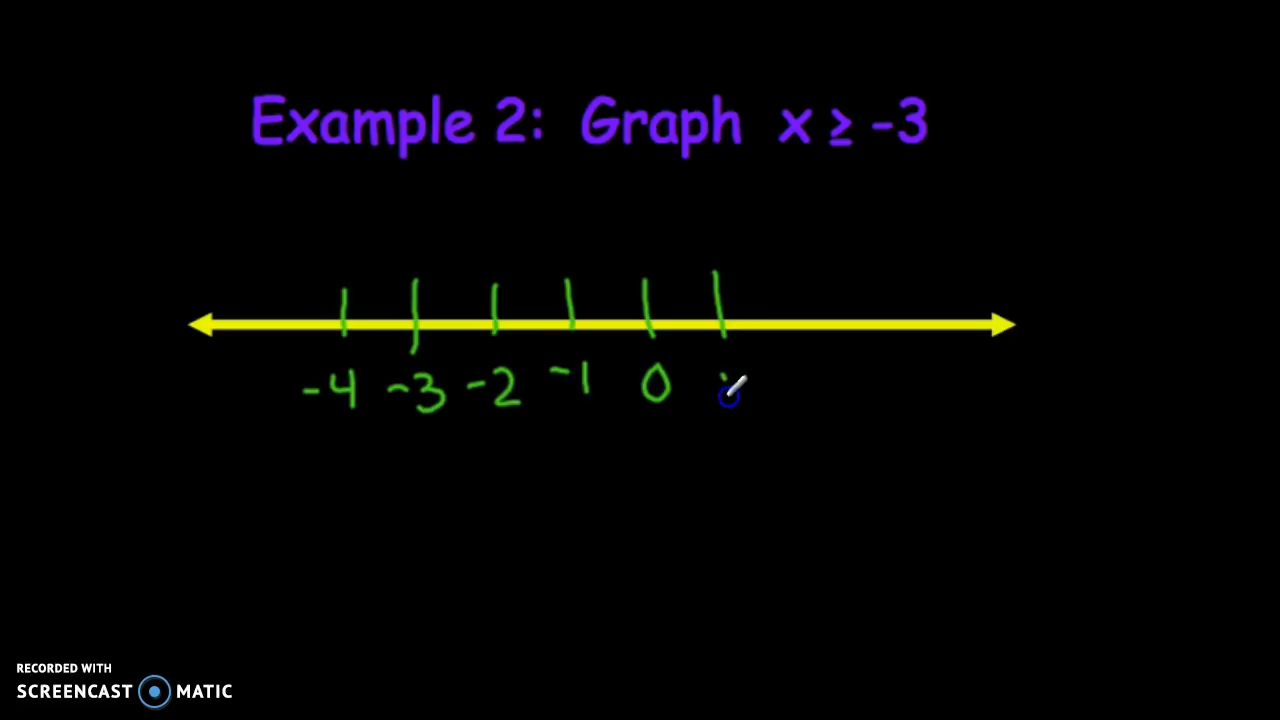 Example 2: Graph x ≥ -3
-4 -3 -2 -1 0
RECORDED WITH
SCREENCAST MATIC